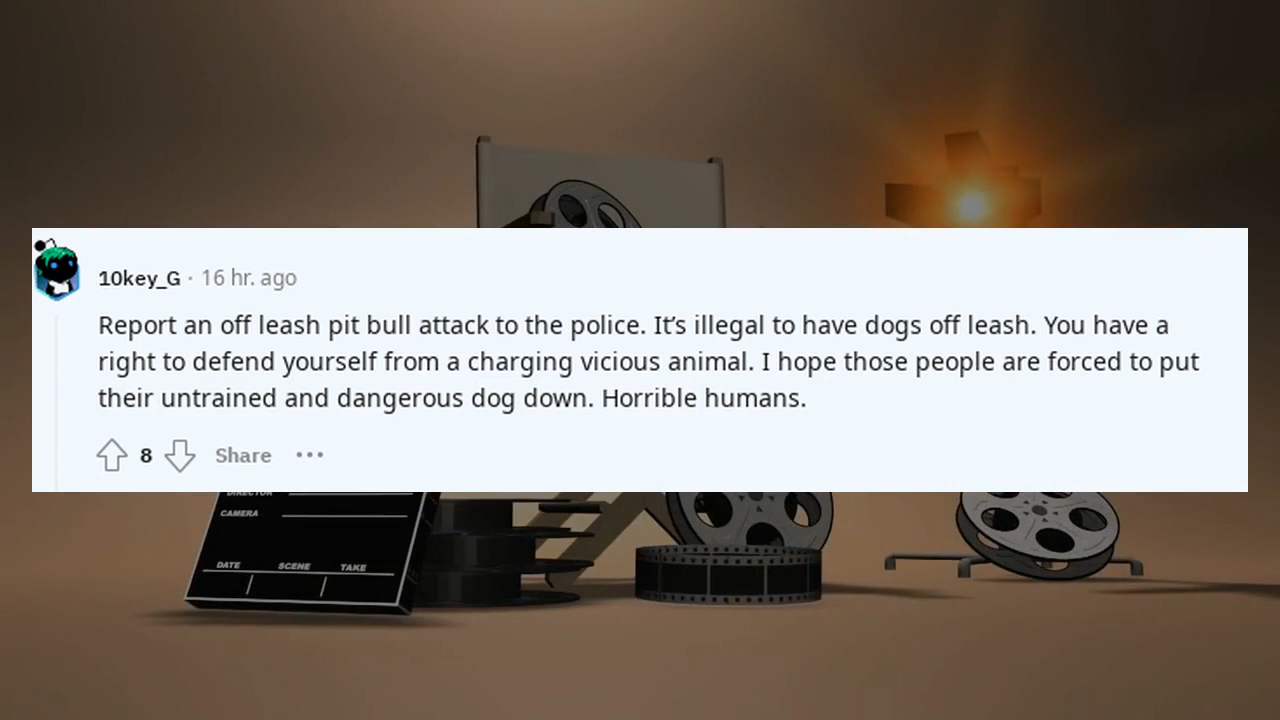 10key_G · 16 hr. ago
Report an off leash pit bull attack to the police. It’s illegal to have dogs off leash. You have a
right to defend yourself from a charging vicious animal. I hope those people are forced to put
their untrained and dangerous dog down. Horrible humans.
8 Share ...
DIRECTOR
CAMERA
DATE SCENE TAKE